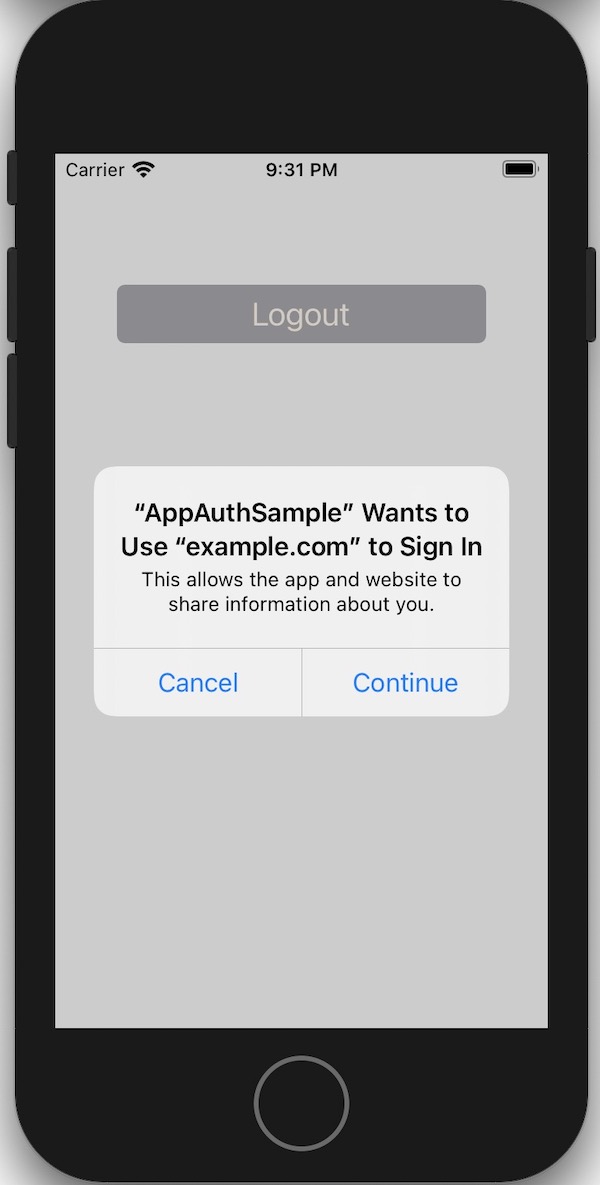 Carrier 9:31 PM
Logout
“AppAuthSample” Wants to
Use “example.com” to Sign In
This allows the app and website to
share information about you.
Cancel Continue